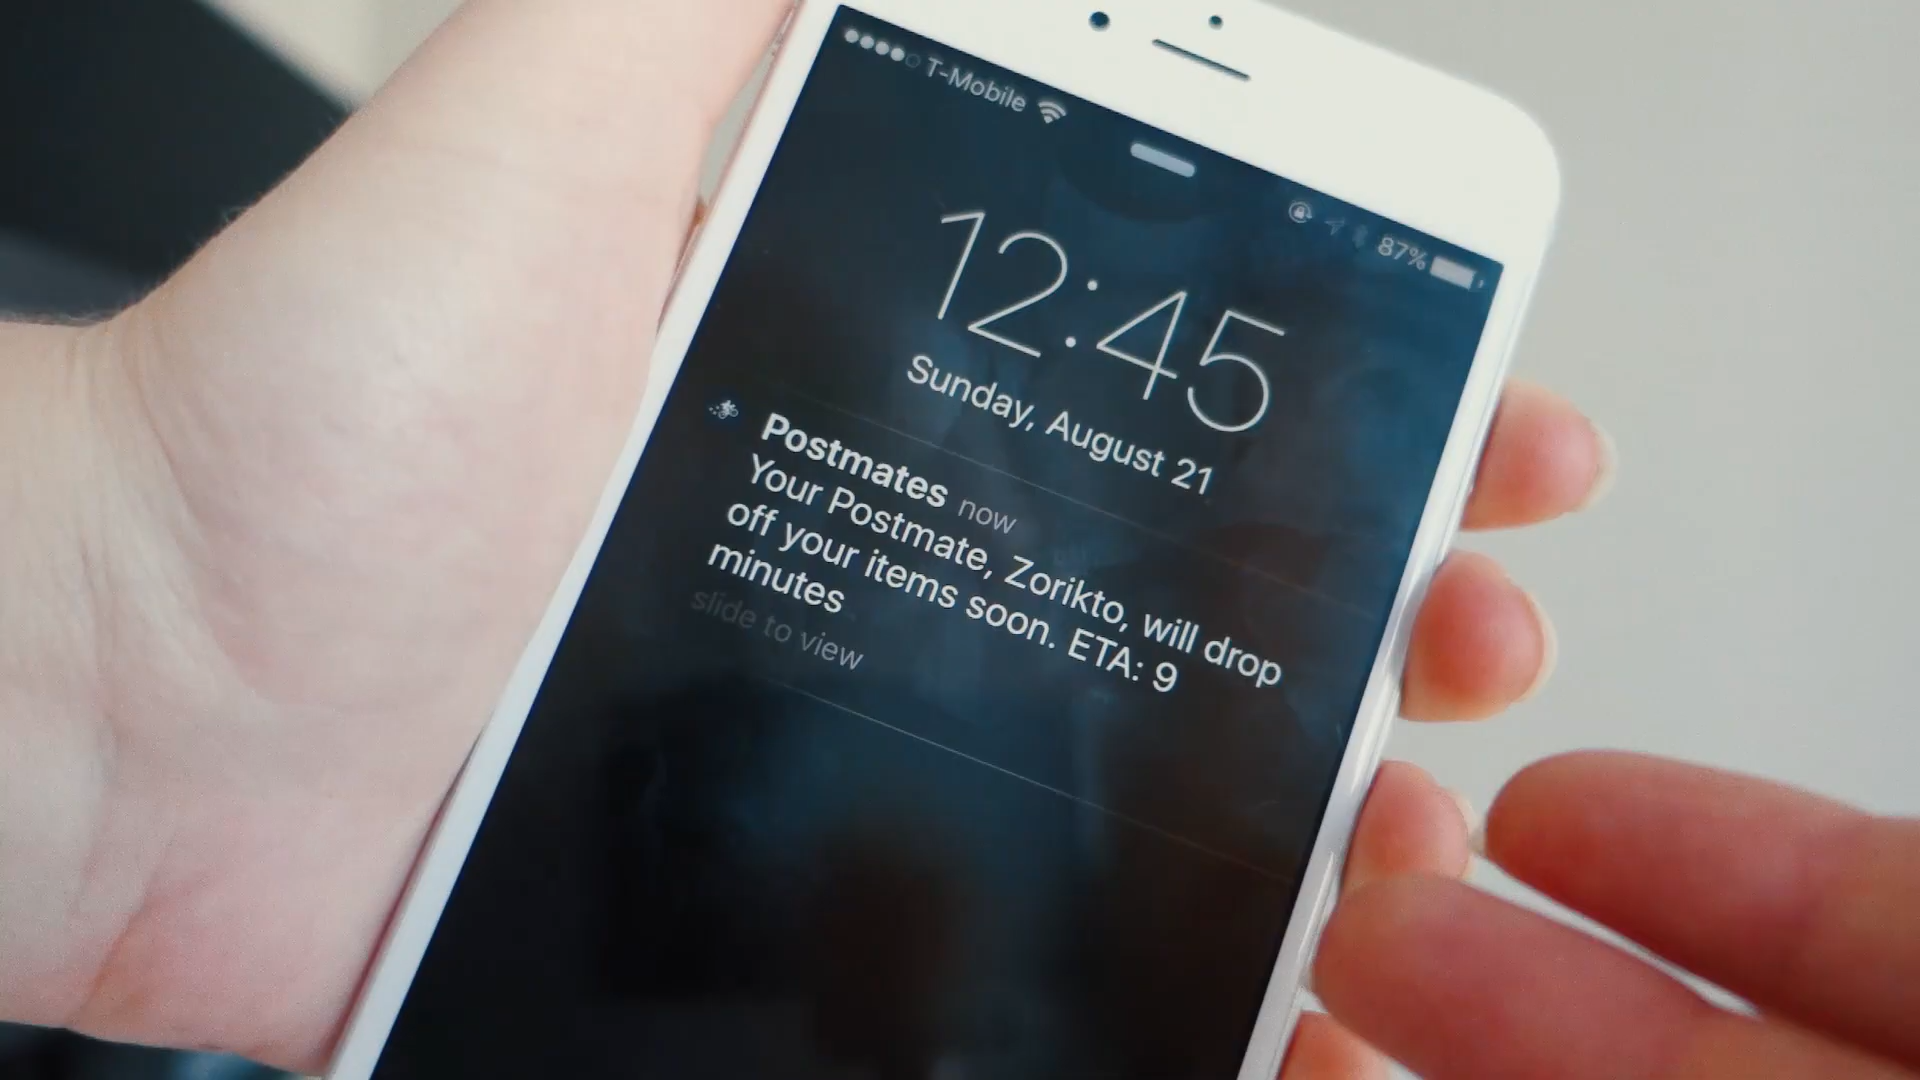 T-Mobile
87%
12:45
Sunday, August 21
Postmates now
Your Postmate, Zorikto, will drop
off your items soon. ETA: 9
minutes
slide to view